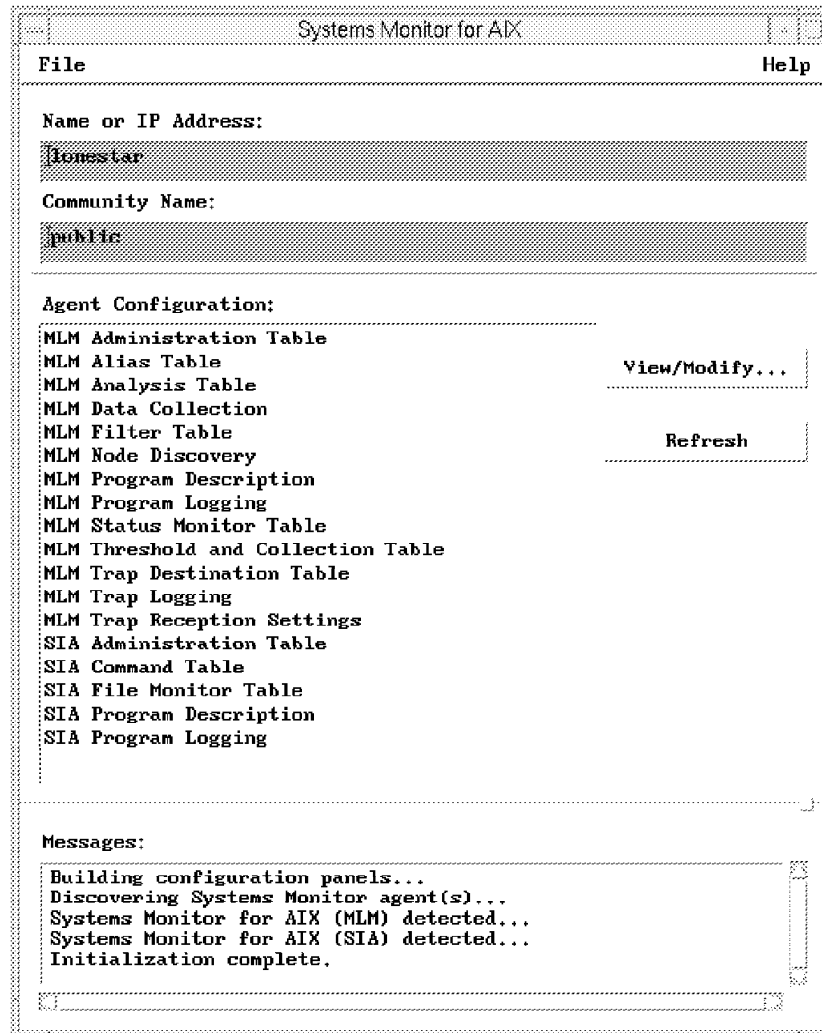 Systems Monitor for AIX
File Help
Name or IP Address:
lonestar
Community Name:
public
Agent Configuration:
MLM Administration Table
MLM Alias Table
View/Modify...
MLM Analysis Table
MLM Data Collection
MLM Filter Table
Refresh
MLM Node Discovery
MLM Program Description
MLM Program Logging
MLM Status Monitor Table
MLM Threshold and Collection Table
MLM Trap Destination Table
MLM Trap Logging
MLM Trap Reception Settings
SIA Administration Table
SIA Command Table
SIA File Monitor Table
SIA Program Description
SIA Program Logging
Messages:
Building configuration panels...
Discovering Systems Monitor agent(s)...
Systems Monitor for AIX (MLM) detected...
Systems Monitor for AIX (SIA) detected...
Initialization complete.